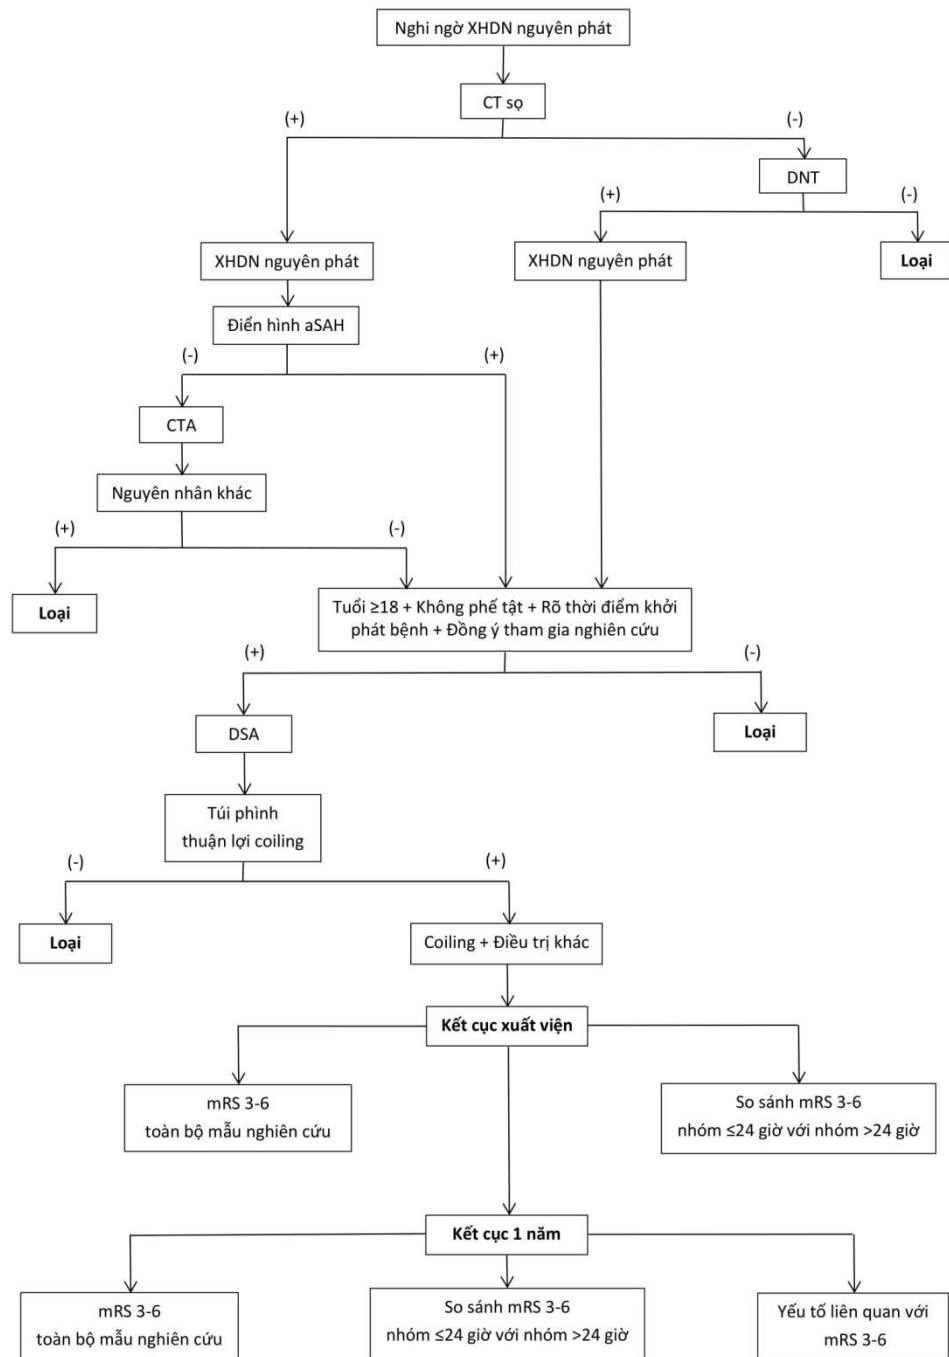 Nghi ngờ XHDN nguyên phát
CT sọ
(+)
(-)
DNT
(+)
(-)
XHDN nguyên phát
XHDN nguyên phát
Loại
Điển hình aSAH
(-)
(+)
CTA
Nguyên nhân khác
(+)
(-)
Loại
Tuổi ≥18 + Không phế tật + Rõ thời điểm khởi
phát bệnh + Đồng ý tham gia nghiên cứu
(+)
(-)
DSA
Loại
Túi phình
thuận lợi coiling
(-)
(+)
Loại
Coiling + Điều trị khác
Kết cục xuất viện
mRS 3-6
toàn bộ mẫu nghiên cứu
So sánh mRS 3-6
nhóm ≤24 giờ với nhóm >24 giờ
Kết cục 1 năm
mRS 3-6
toàn bộ mẫu nghiên cứu
So sánh mRS 3-6
nhóm ≤24 giờ với nhóm >24 giờ
Yếu tố liên quan với
mRS 3-6